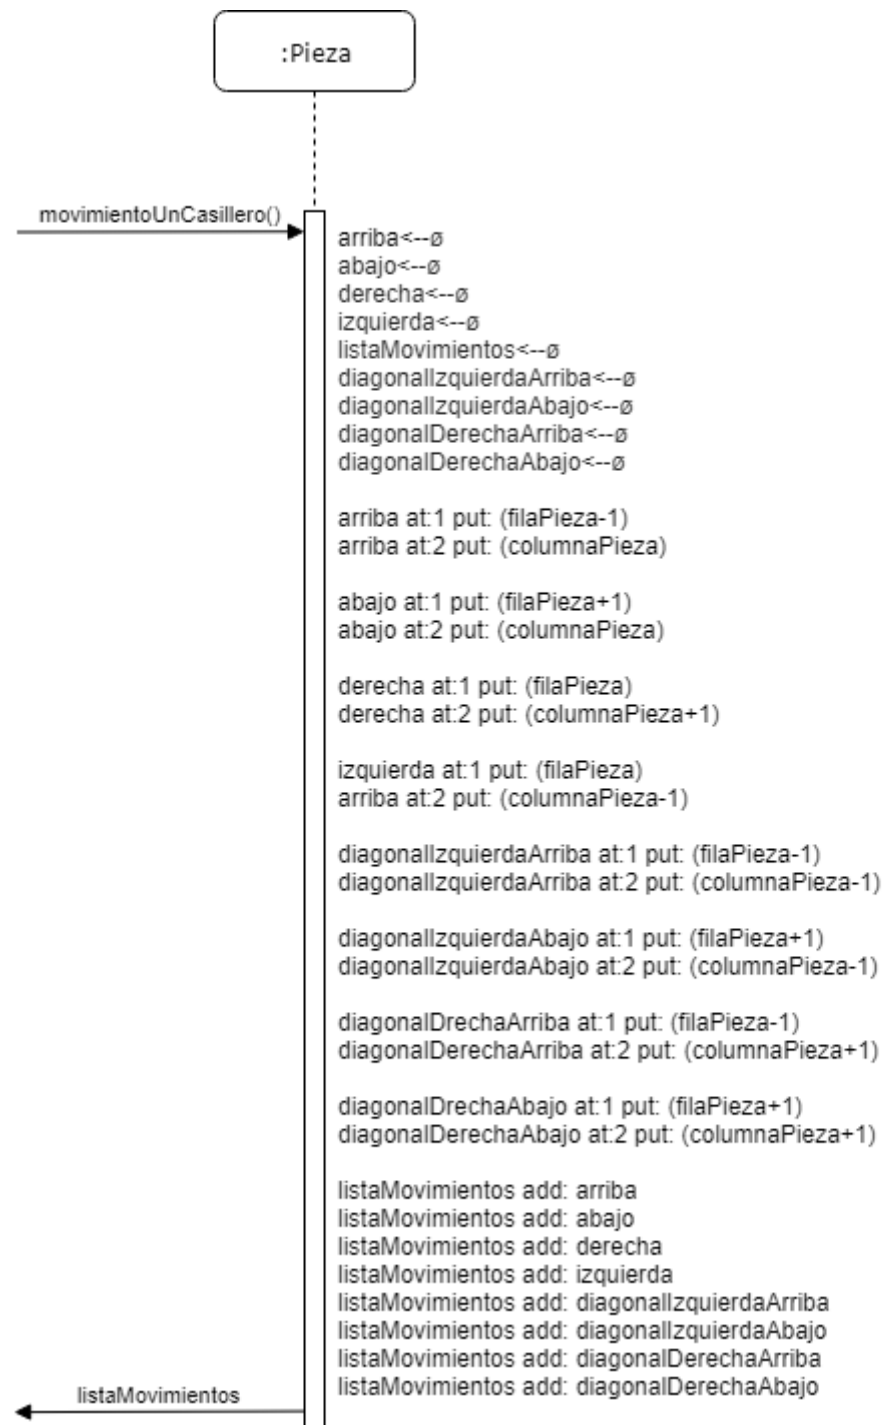 :Pieza
movimientoUnCasillero()
arriba<--ø
abajo<--ø
derecha<--ø
izquierda<--ø
listaMovimientos<--ø
diagonalIzquierdaArriba<--ø
diagonalIzquierdaAbajo<--ø
diagonalDerechaArriba<--ø
diagonalDerechaAbajo<--ø
arriba at:1 put: (filaPieza-1)
arriba at:2 put: (columnaPieza)
abajo at:1 put: (filaPieza+1)
abajo at:2 put: (columnaPieza)
derecha at:1 put: (filaPieza)
derecha at:2 put: (columnaPieza+1)
izquierda at:1 put: (filaPieza)
arriba at:2 put: (columnaPieza-1)
diagonalIzquierdaArriba at:1 put: (filaPieza-1)
diagonalIzquierdaArriba at:2 put: (columnaPieza-1)
diagonalIzquierdaAbajo at:1 put: (filaPieza+1)
diagonalIzquierdaAbajo at:2 put: (columnaPieza-1)
diagonalDrechaArriba at:1 put: (filaPieza-1)
diagonalDerechaArriba at:2 put: (columnaPieza+1)
diagonalDrechaAbajo at:1 put: (filaPieza+1)
diagonalDerechaAbajo at:2 put: (columnaPieza+1)
listaMovimientos add: arriba
listaMovimientos add: abajo
listaMovimientos add: derecha
listaMovimientos add: izquierda
listaMovimientos add: diagonalIzquierdaArriba
listaMovimientos add: diagonalIzquierdaAbajo
listaMovimientos add: diagonalDerechaArriba
listaMovimientos add: diagonalDerechaAbajo
listaMovimientos